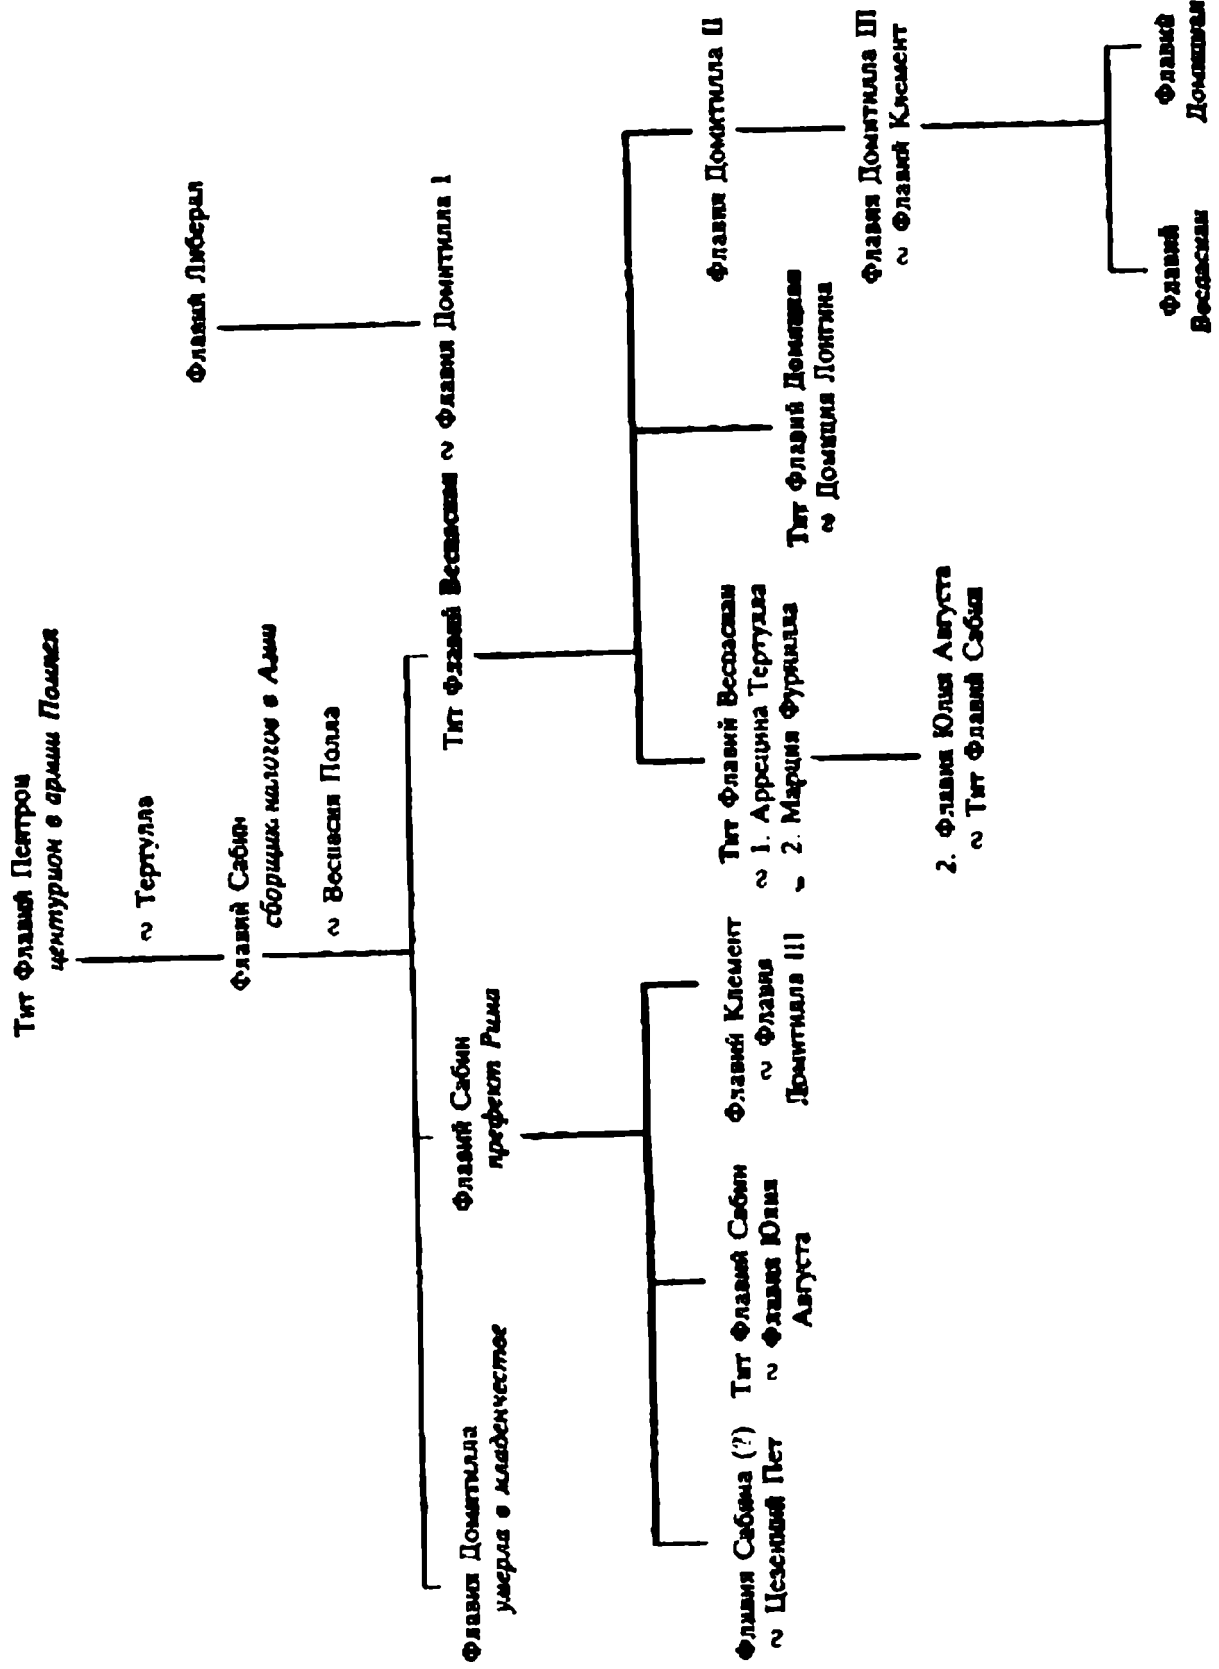 Тит Флавий Петрон
центурион в армии Помпея
~ Тертулла
Флавий Сабин
сборщик налогов в Азии
~ Веспасия Полла
Флавий Либерал
Флавия Домитилла
умерла в младенчестве
Флавий Сабин
префект Рима
Тит Флавий Веспасиан ~ Флавия Домитилла I
Флавия Сабина (?)
~ Цезенний Пет
Тит Флавий Сабин
~ Флавия Юлия
Августа
Флавий Клемент
~ Флавия
Домитилла III
Тит Флавий Веспасиан
~ 1. Аррецина Тертулла
~ 2. Марция Фурнилла
Тит Флавий Домициан
~ Домиция Лонгина
Флавия Домитилла II
2. Флавия Юлия Августа
~ Тит Флавий Сабин
Флавия Домитилла III
~ Флавий Клемент
Флавий
Веспасиан
Флавий
Домициан